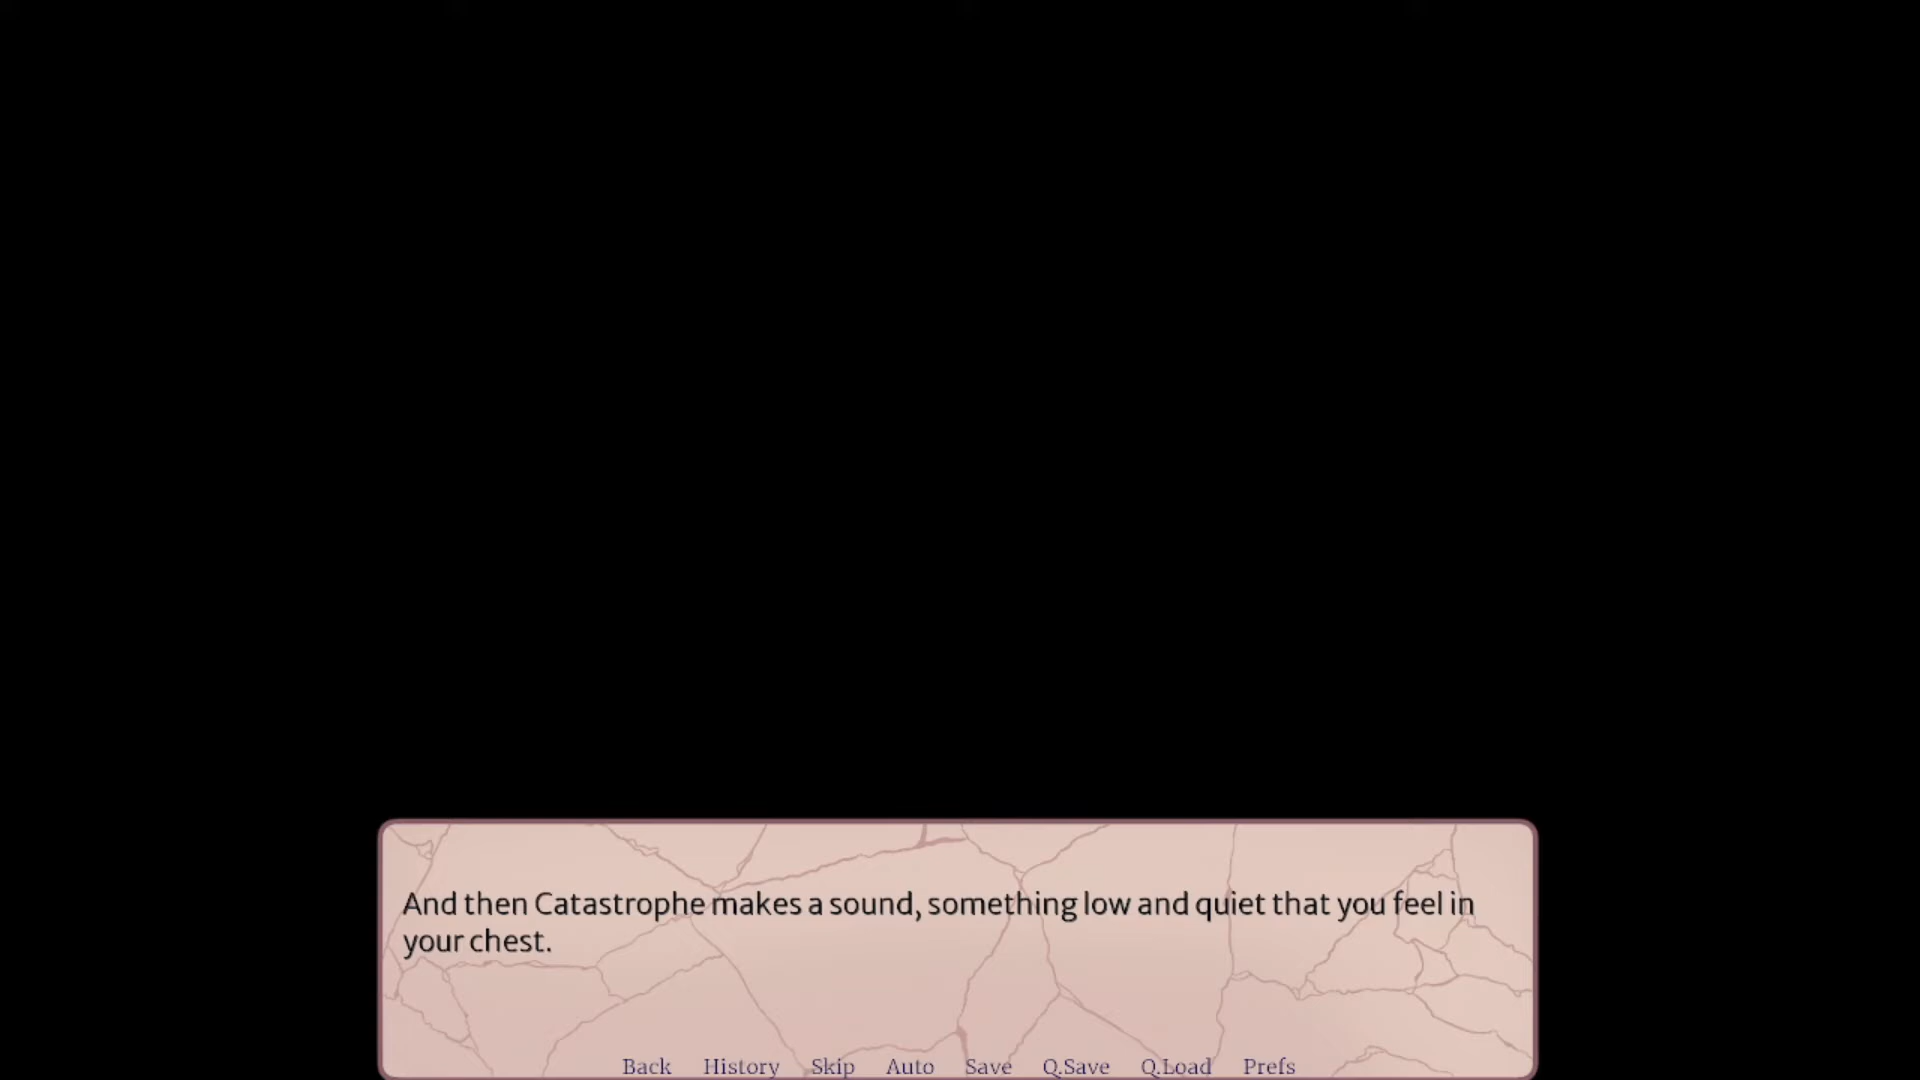 And then Catastrophe makes a sound, something low and quiet that you feel in
your chest.
Back History Skip Auto Save Q.Save Q.Load Prefs